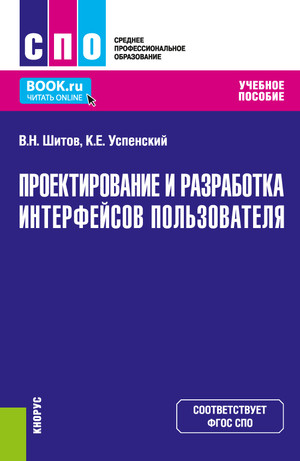 СПО
СРЕДНЕЕ
ПРОФЕССИОНАЛЬНОЕ
ОБРАЗОВАНИЕ
BOOK.ru
ЧИТАТЬ ONLINE
УЧЕБНОЕ
ПОСОБИЕ
В.Н. Шитов, К.Е. Успенский
ПРОЕКТИРОВАНИЕ И РАЗРАБОТКА
ИНТЕРФЕЙСОВ ПОЛЬЗОВАТЕЛЯ
КНОРУС
СООТВЕТСТВУЕТ
ФГОС СПО